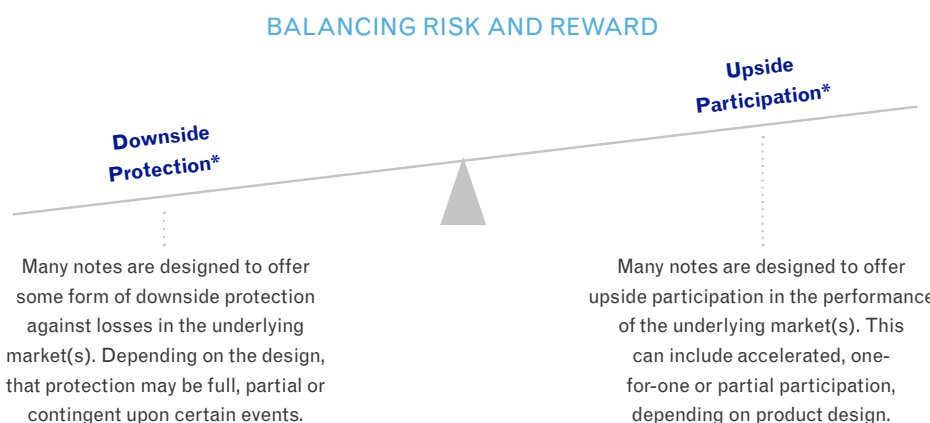 BALANCING RISK AND REWARD
Downside
Protection*
Upside
Participation*
Many notes are designed to offer
some form of downside protection
against losses in the underlying
market(s). Depending on the design,
that protection may be full, partial or
contingent upon certain events.
Many notes are designed to offer
upside participation in the performance
of the underlying market(s). This
can include accelerated, one-
for-one or partial participation,
depending on product design.